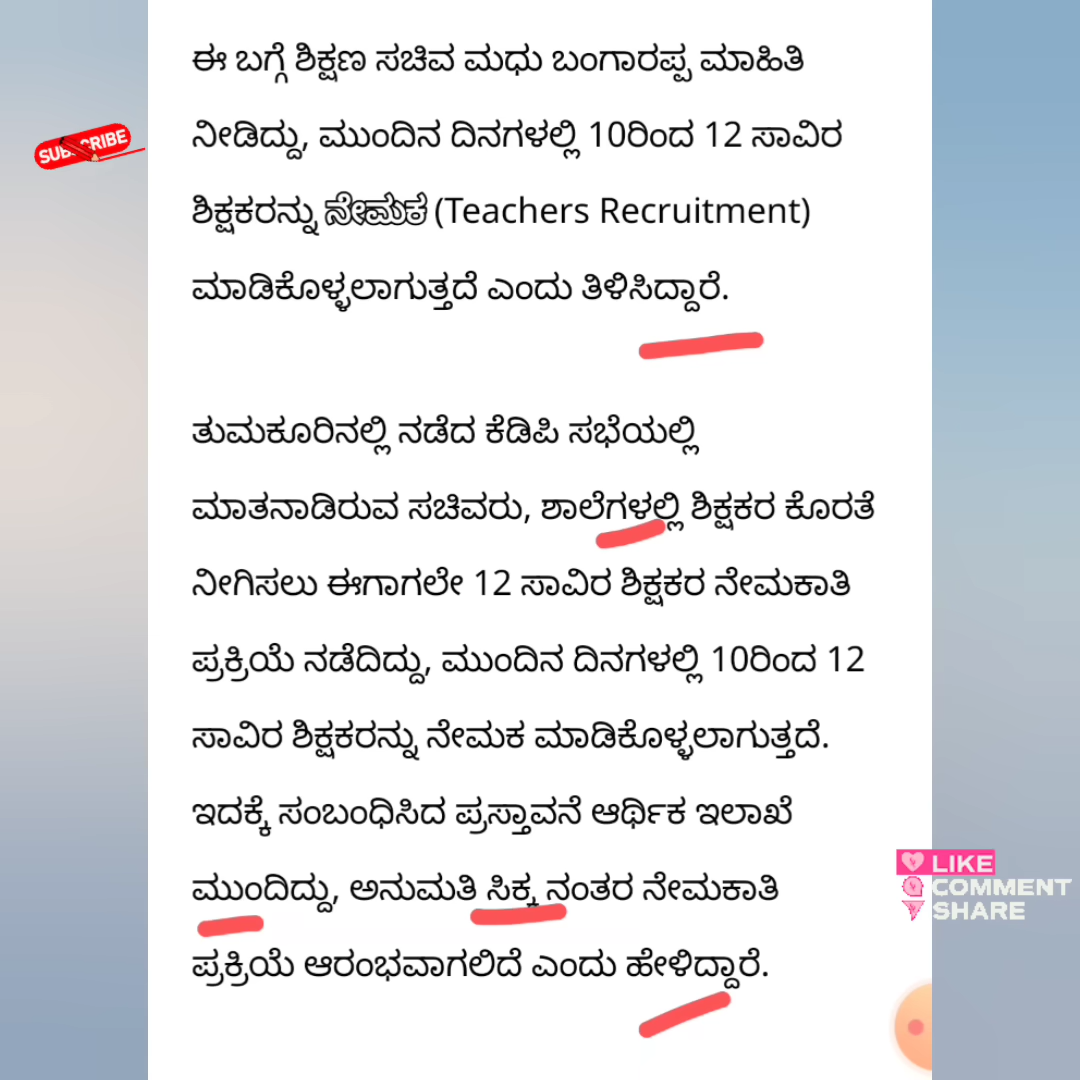 ಈ ಬಗ್ಗೆ ಶಿಕ್ಷಣ ಸಚಿವ ಮಧು ಬಂಗಾರಪ್ಪ ಮಾಹಿತಿ
ನೀಡಿದ್ದು, ಮುಂದಿನ ದಿನಗಳಲ್ಲಿ 10ರಿಂದ 12 ಸಾವಿರ
ಶಿಕ್ಷಕರನ್ನು ನೇಮಕ (Teachers Recruitment)
ಮಾಡಿಕೊಳ್ಳಲಾಗುತ್ತದೆ ಎಂದು ತಿಳಿಸಿದ್ದಾರೆ.
ತುಮಕೂರಿನಲ್ಲಿ ನಡೆದ ಕೆಡಿಪಿ ಸಭೆಯಲ್ಲಿ
ಮಾತನಾಡಿರುವ ಸಚಿವರು, ಶಾಲೆಗಳಲ್ಲಿ ಶಿಕ್ಷಕರ ಕೊರತೆ
ನೀಗಿಸಲು ಈಗಾಗಲೇ 12 ಸಾವಿರ ಶಿಕ್ಷಕರ ನೇಮಕಾತಿ
ಪ್ರಕ್ರಿಯೆ ನಡೆದಿದ್ದು, ಮುಂದಿನ ದಿನಗಳಲ್ಲಿ 10ರಿಂದ 12
ಸಾವಿರ ಶಿಕ್ಷಕರನ್ನು ನೇಮಕ ಮಾಡಿಕೊಳ್ಳಲಾಗುತ್ತದೆ.
ಇದಕ್ಕೆ ಸಂಬಂಧಿಸಿದ ಪ್ರಸ್ತಾವನೆ ಆರ್ಥಿಕ ಇಲಾಖೆ
ಮುಂದಿದ್ದು, ಅನುಮತಿ ಸಿಕ್ಕ ನಂತರ ನೇಮಕಾತಿ
ಪ್ರಕ್ರಿಯೆ ಆರಂಭವಾಗಲಿದೆ ಎಂದು ಹೇಳಿದ್ದಾರೆ.
LIKE
COMMENT
SHARE